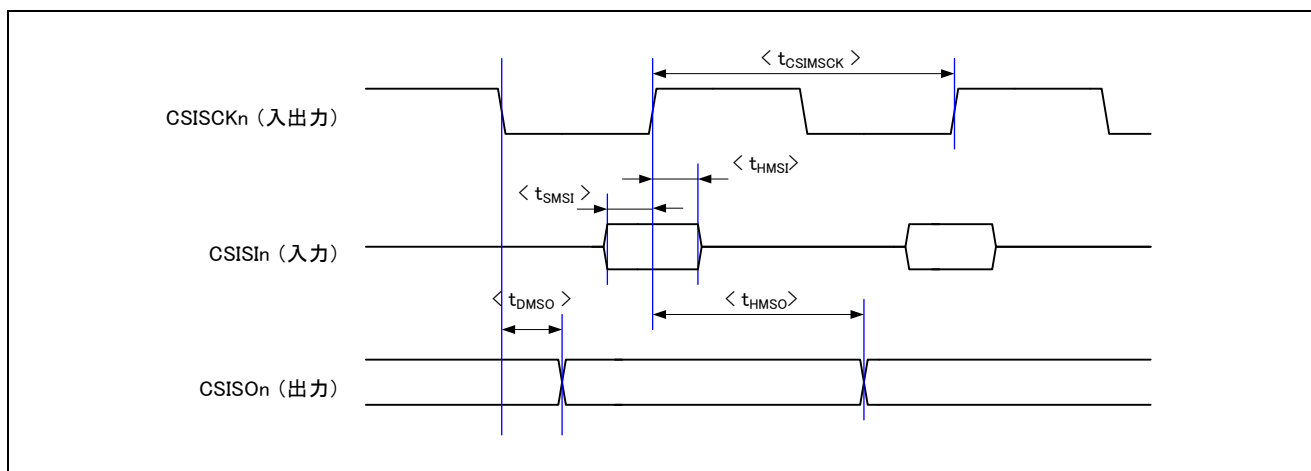 < tCSIMSCK >
CSISCKn (入出力)
< tHMSI>
< tSMSI >
CSISIn (入力)
< tDMSO >
< tHMSO>
CSISOn (出力)